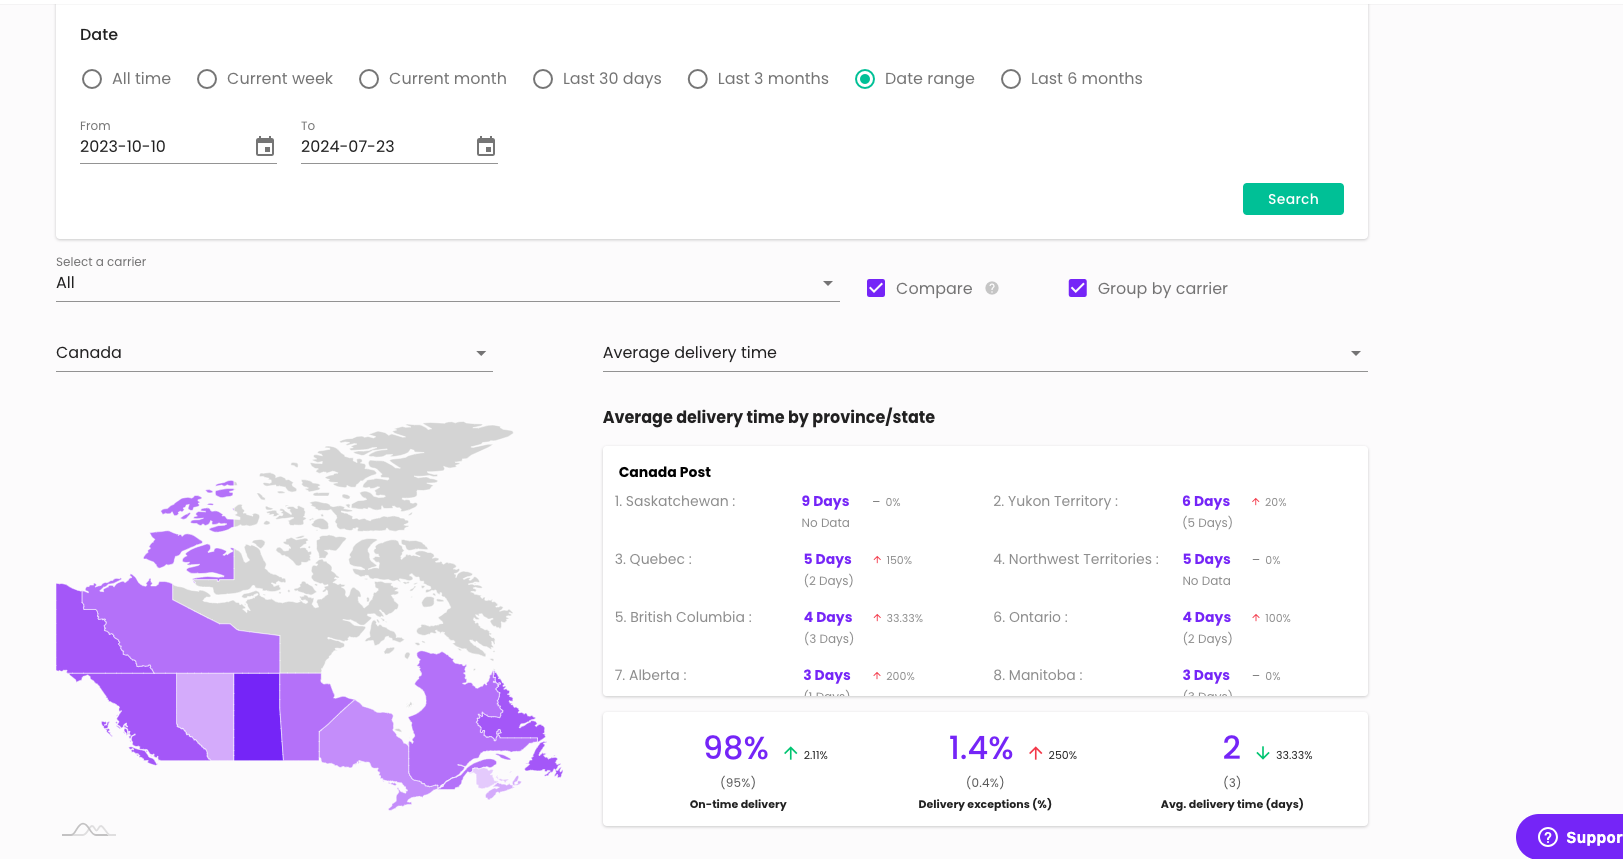 Date
All time Current week Current month Last 30 days Last 3 months Date range Last 6 months
From To
2023-10-10 2024-07-23
Search
Select a carrier
All
Compare ? Group by carrier
Canada Average delivery time
Average delivery time by province/state
Canada Post
1. Saskatchewan : 9 Days – 0% 2. Yukon Territory : 6 Days ↑ 20%
No Data (5 Days)
3. Quebec : 5 Days ↑ 150% 4. Northwest Territories : 5 Days – 0%
(2 Days) No Data
5. British Columbia : 4 Days ↑ 33.33% 6. Ontario : 4 Days ↑ 100%
(3 Days) (2 Days)
7. Alberta : 3 Days ↑ 200% 8. Manitoba : 3 Days – 0%
(1 Days) (3 Days)
98% ↑ 2.11% 1.4% ↑ 250% 2 ↓ 33.33%
(95%) (0.4%) (3)
On-time delivery Delivery exceptions (%) Avg. delivery time (days)
? Suppor